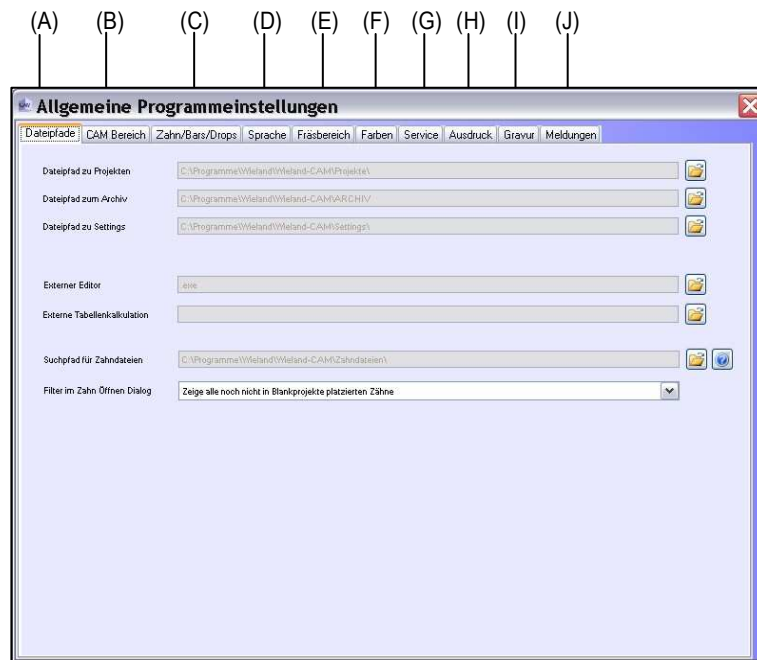 (A) (B) (C) (D) (E) (F) (G) (H) (I) (J)
Allgemeine Programmeinstellungen
Dateipfade CAM Bereich Zahn/Bars/Drops Sprache Fräsbereich Farben Service Ausdruck Gravur Meldungen
Dateipfad zu Projekten C:\Programme\Wieland\Wieland-CAM\Projekte\
Dateipfad zum Archiv C:\Programme\Wieland\Wieland-CAM\ARCHIV
Dateipfad zu Settings C:\Programme\Wieland\Wieland-CAM\Settings\
Externer Editor .exe
Externe Tabellenkalkulation
Suchpfad für Zahndateien C:\Programme\Wieland\Wieland-CAM\Zahndateien\
Filter im Zahn Öffnen Dialog Zeige alle noch nicht in Blankprojekte platzierten Zähne